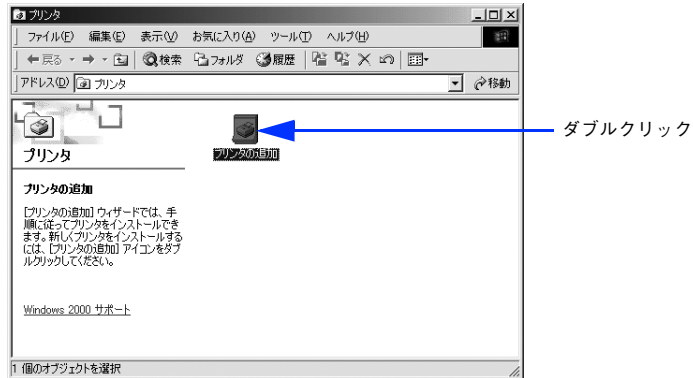 プリンタ
ファイル(F) 編集(E) 表示(V) お気に入り(A) ツール(T) ヘルプ(H)
戻る 検索 フォルダ 履歴
アドレス(D) プリンタ 移動
プリンタ
プリンタの追加
ダブルクリック
プリンタの追加
[プリンタの追加] ウィザードでは、手
順に従ってプリンタをインストールでき
ます。新しくプリンタをインストールする
には、[プリンタの追加] アイコンをダブ
ルクリックしてください。
Windows 2000 サポート
1 個のオブジェクトを選択